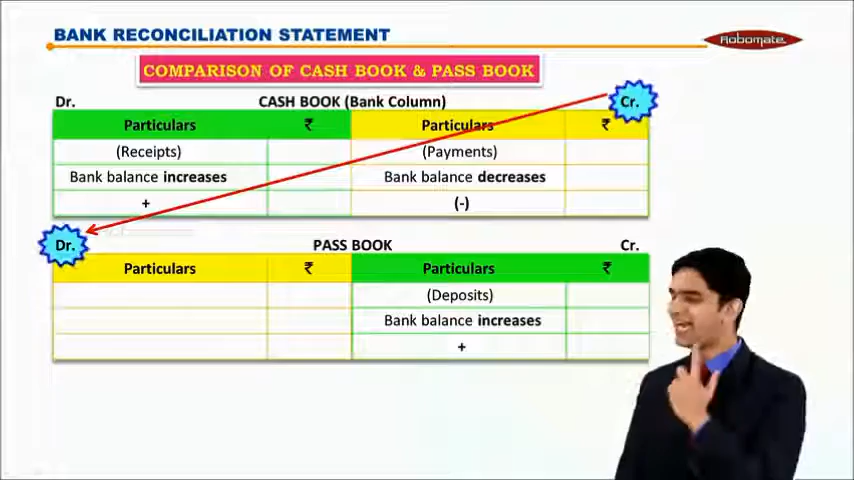 BANK RECONCILIATION STATEMENT
Robomate
COMPARISON OF CASH BOOK & PASS BOOK
Dr. CASH BOOK (Bank Column) Cr.
Particulars ₹ Particulars ₹
(Receipts) (Payments)
Bank balance increases Bank balance decreases
+ (-)
Dr. PASS BOOK Cr.
Particulars ₹ Particulars ₹
(Deposits)
Bank balance increases
+